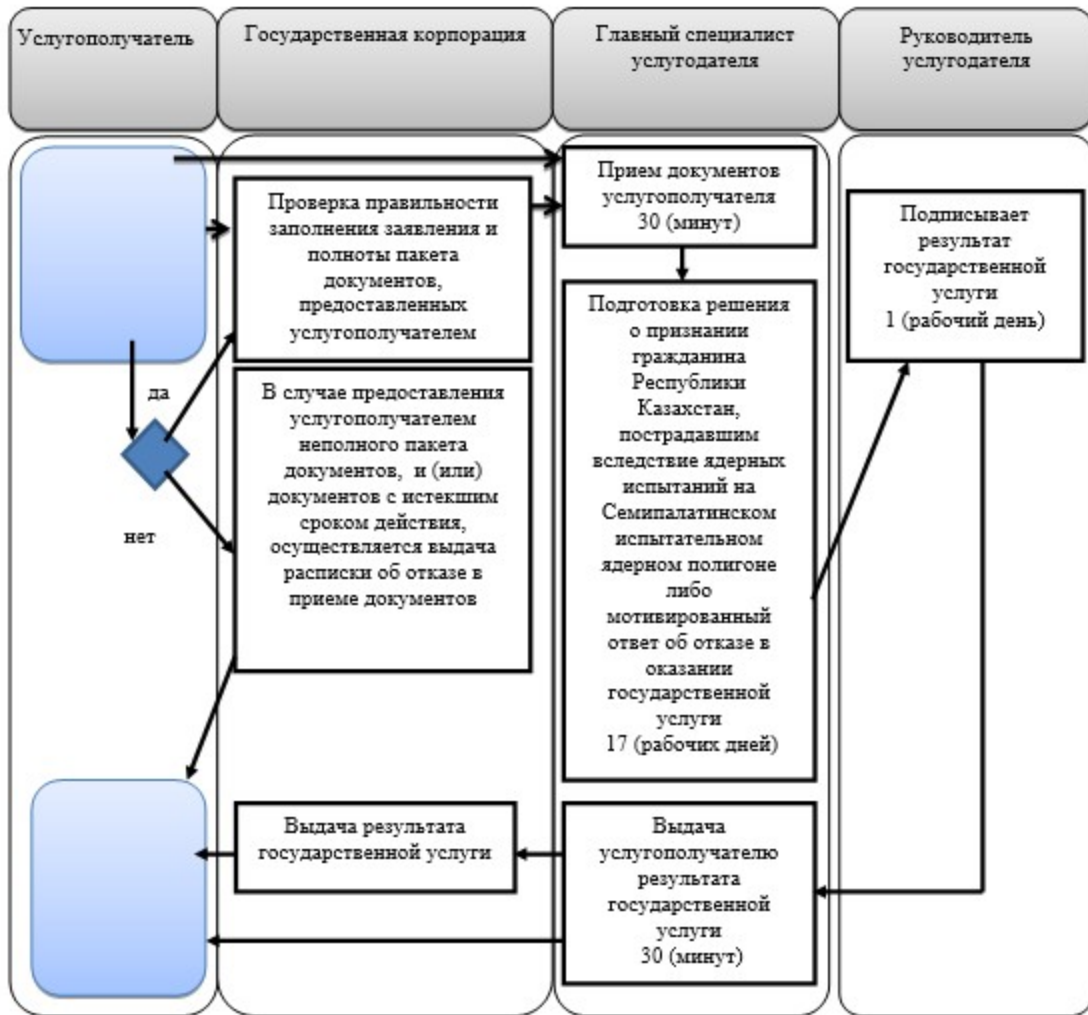 Услугополучатель
Государственная корпорация
Главный специалист
услугодателя
Руководитель
услугодателя
Проверка правильности
заполнения заявления и
полноты пакета
документов,
предоставленных
услугополучателем
да
нет
В случае предоставления
услугополучателем
неполного пакета
документов, и (или)
документов с истекшим
сроком действия,
осуществляется выдача
расписки об отказе в
приеме документов
Прием документов
услугополучателя
30 (минут)
Подготовка решения
о признании
гражданина
Республики
Казахстан,
пострадавшим
вследствие ядерных
испытаний на
Семипалатинском
испытательном
ядерном полигоне
либо
мотивированный
ответ об отказе в
оказании
государственной
услуги
17 (рабочих дней)
Подписывает
результат
государственной
услуги
1 (рабочий день)
Выдача результата
государственной услуги
Выдача
услугополучателю
результата
государственной
услуги
30 (минут)